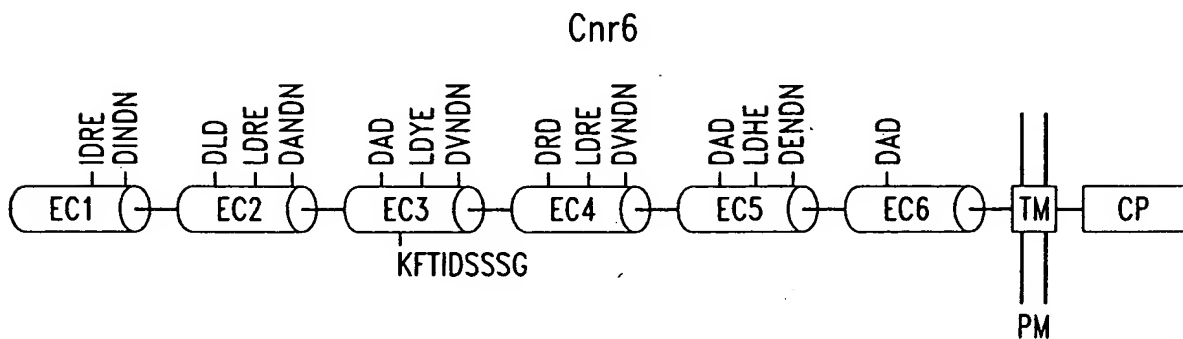 Cnr6
IDRE
DINDN
DLD
LDRE
DANDN
DAD
LDYE
DVNDN
DRD
LDRE
DVNDN
DAD
LDHE
DENDN
DAD
EC1
EC2
EC3
EC4
EC5
EC6
TM
CP
KFTIDSSSG
PM